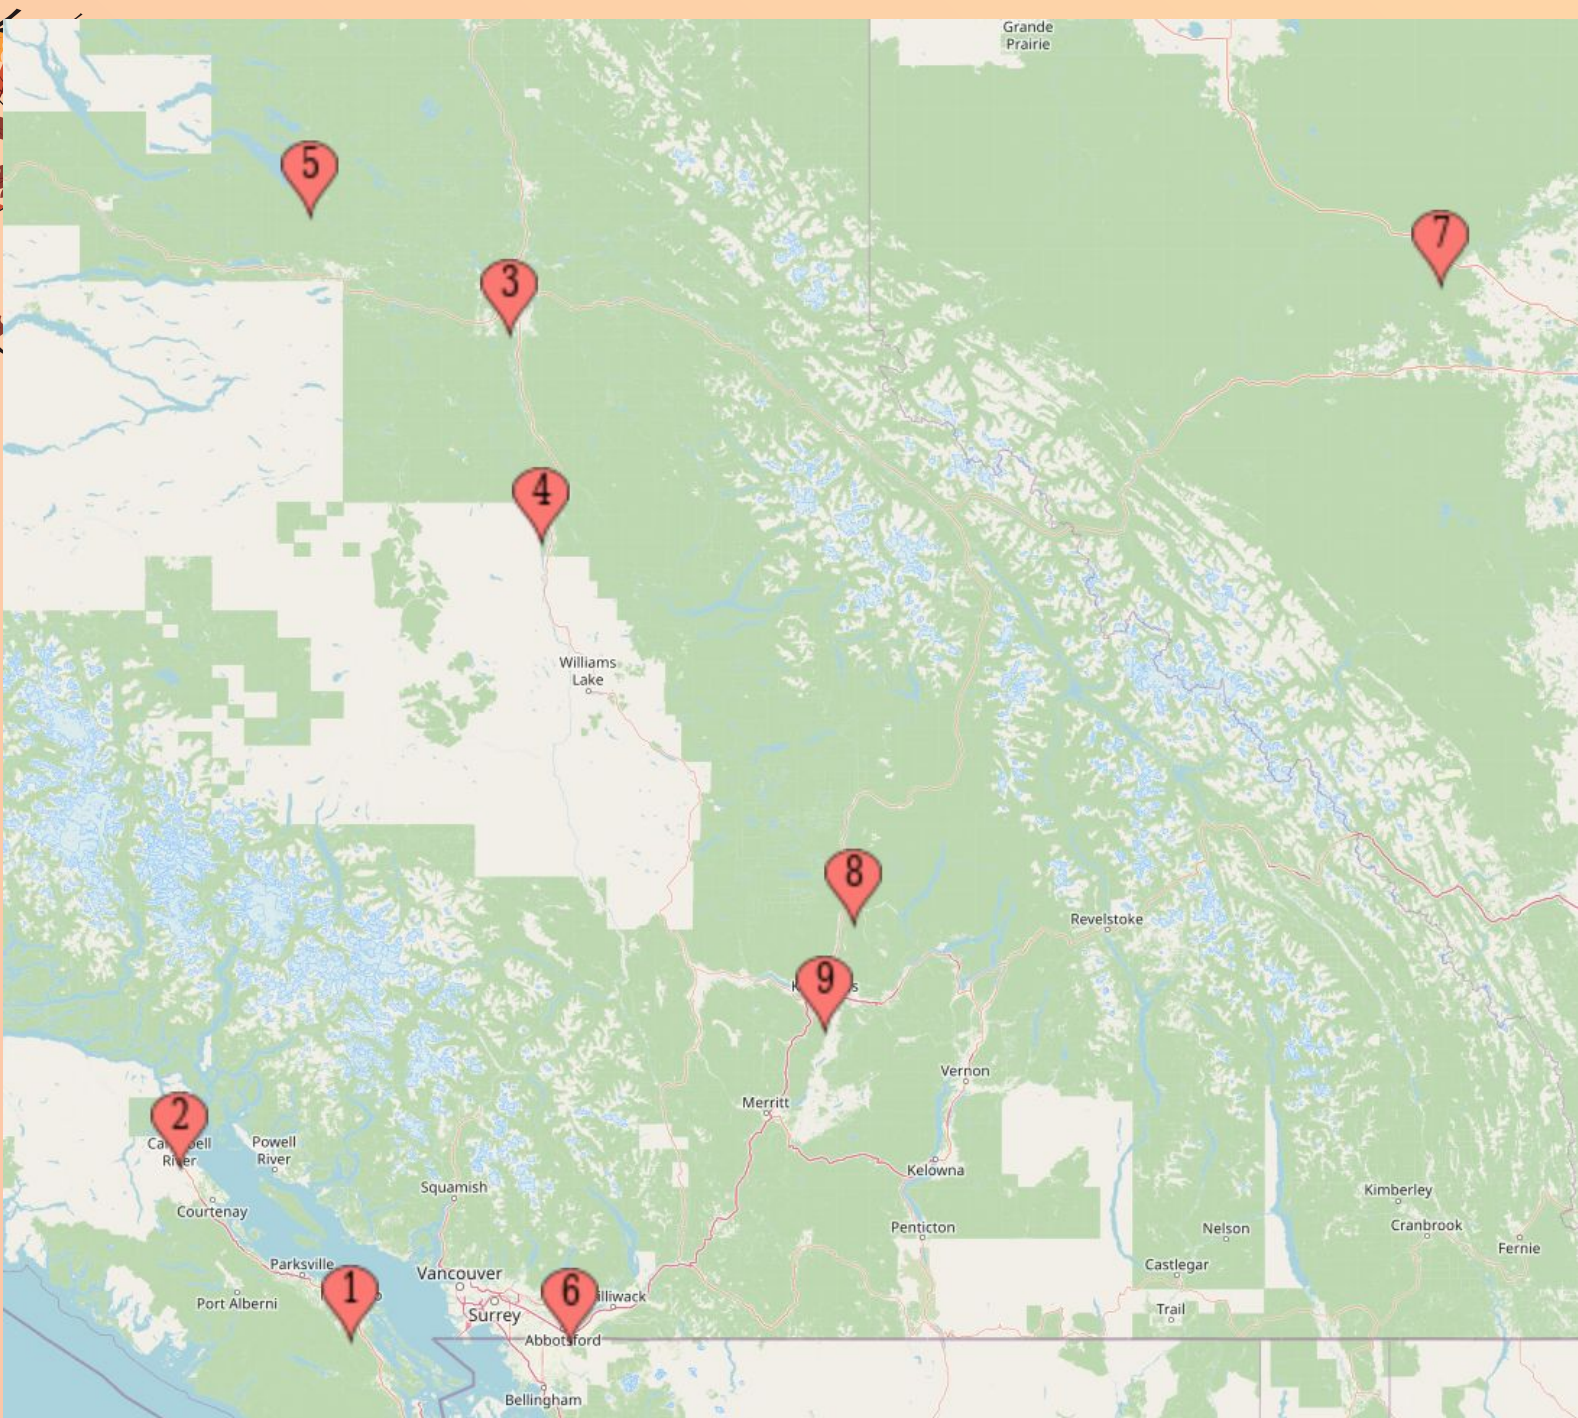 Grande
Prairie
5
7
3
4
Williams
Lake
8
Revelstoke
9
Vernon
Merritt
2
River
Powell
River
Kelowna
Squamish
Kimberley
Courtenay
Cranbrook
Penticton
Nelson
Fernie
Parksville
Vancouver
Castlegar
1
6
Port Alberni
Surrey
Trail
Abbotsford
Bellingham